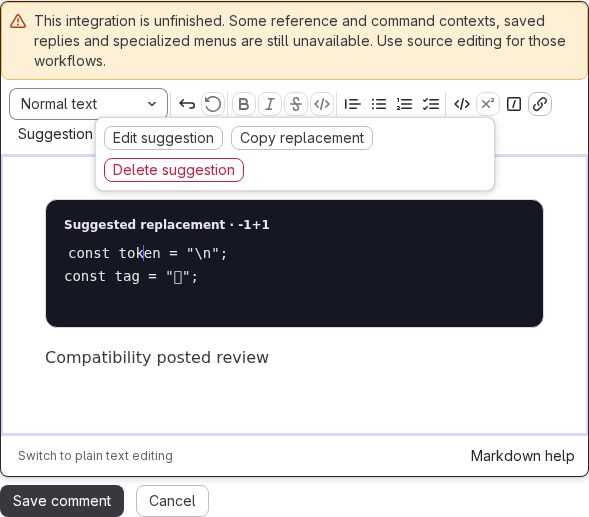 This integration is unfinished. Some reference and command contexts, saved
replies and specialized menus are still unavailable. Use source editing for those
workflows.
Normal text
Suggestion
Edit suggestion Copy replacement
Delete suggestion
Suggested replacement · -1+1
const token = "\n";
const tag = "▯";
Compatibility posted review
Switch to plain text editing Markdown help
Save comment Cancel